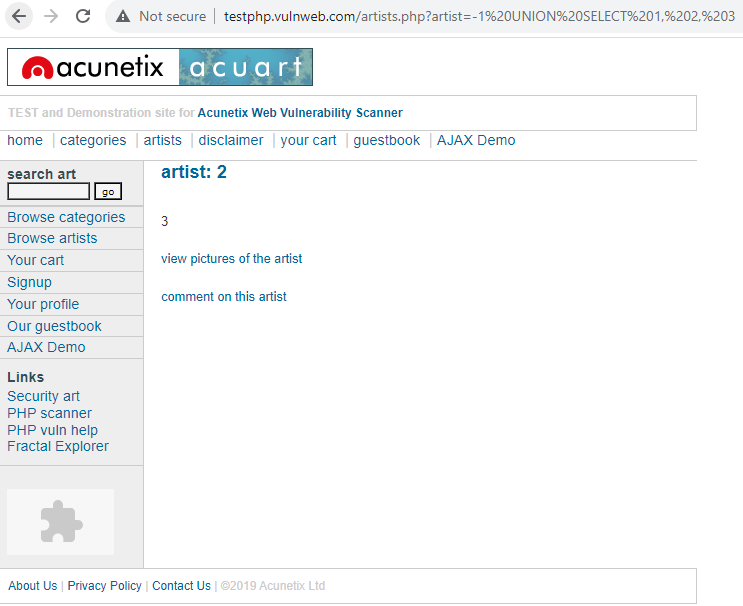 Not secure | testphp.vulnweb.com/artists.php?artist=-1%20UNION%20SELECT%201,%202,%203
acunetix acuart
TEST and Demonstration site for Acunetix Web Vulnerability Scanner
home | categories | artists | disclaimer | your cart | guestbook | AJAX Demo
search art
go
Browse categories
Browse artists
Your cart
Signup
Your profile
Our guestbook
AJAX Demo
Links
Security art
PHP scanner
PHP vuln help
Fractal Explorer
artist: 2
3
view pictures of the artist
comment on this artist
About Us | Privacy Policy | Contact Us | ©2019 Acunetix Ltd